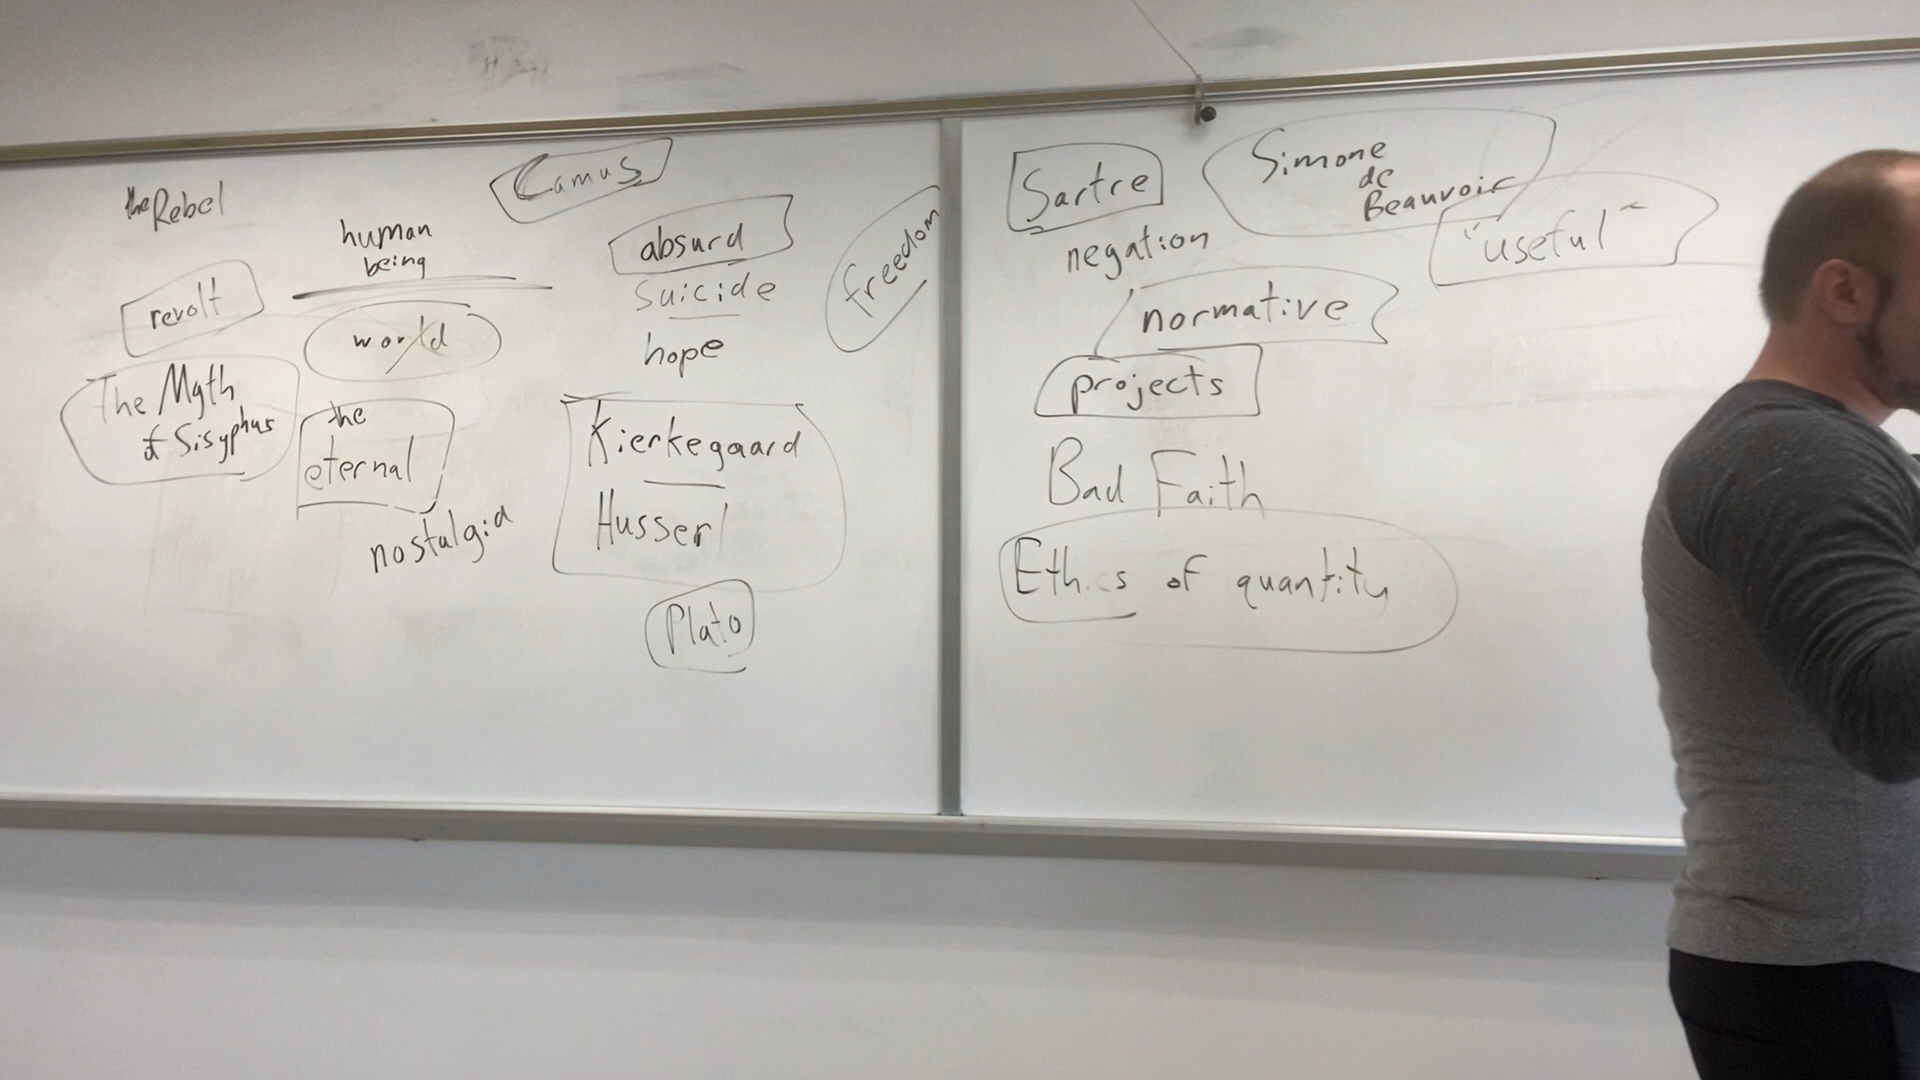 the Rebel
Camus
human
being
absurd
suicide
hope
freedom
revolt
world
The Myth
of Sisyphus
the
eternal
nostalgia
Kierkegaard
Husserl
Plato
Sartre
Simone
de
Beauvoir
negation
"useful"
normative
projects
Bad Faith
Ethics of quantity